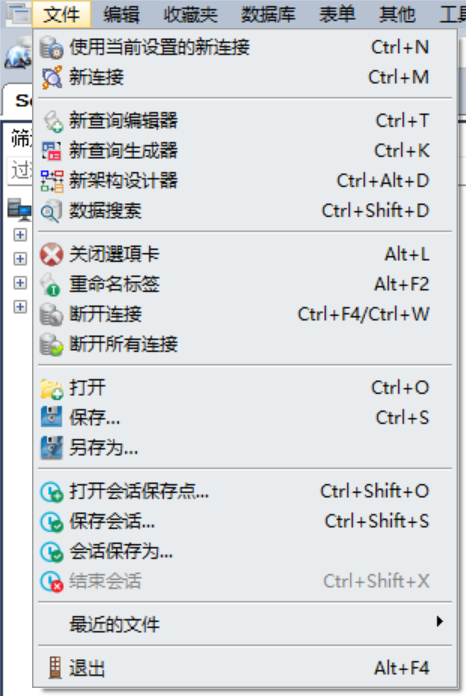 文件 编辑 收藏夹 数据库 表单 其他
使用当前设置的新连接 Ctrl+N
新连接 Ctrl+M
新查询编辑器 Ctrl+T
新查询生成器 Ctrl+K
新架构设计器 Ctrl+Alt+D
数据搜索 Ctrl+Shift+D
关闭選項卡 Alt+L
重命名标签 Alt+F2
断开连接 Ctrl+F4/Ctrl+W
断开所有连接
打开 Ctrl+O
保存... Ctrl+S
另存为...
打开会话保存点... Ctrl+Shift+O
保存会话... Ctrl+Shift+S
会话保存为...
结束会话 Ctrl+Shift+X
最近的文件
退出 Alt+F4